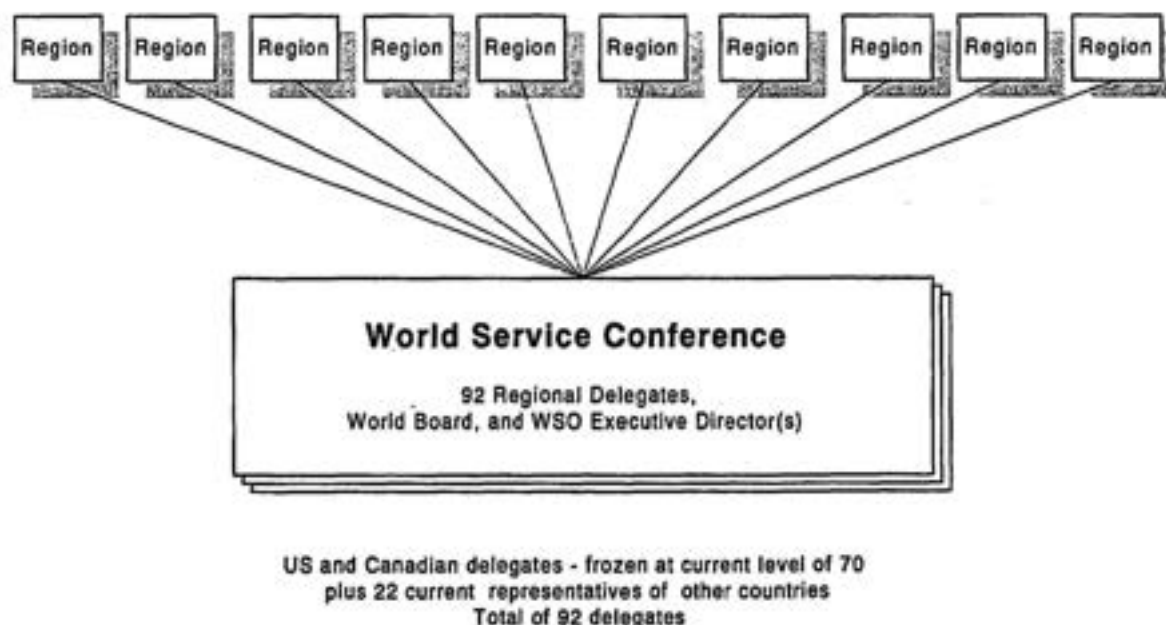 Region Region Region Region Region Region Region Region Region Region
World Service Conference
92 Regional Delegates,
World Board, and WSO Executive Director(s)
US and Canadian delegates - frozen at current level of 70
plus 22 current representatives of other countries
Total of 92 delegates